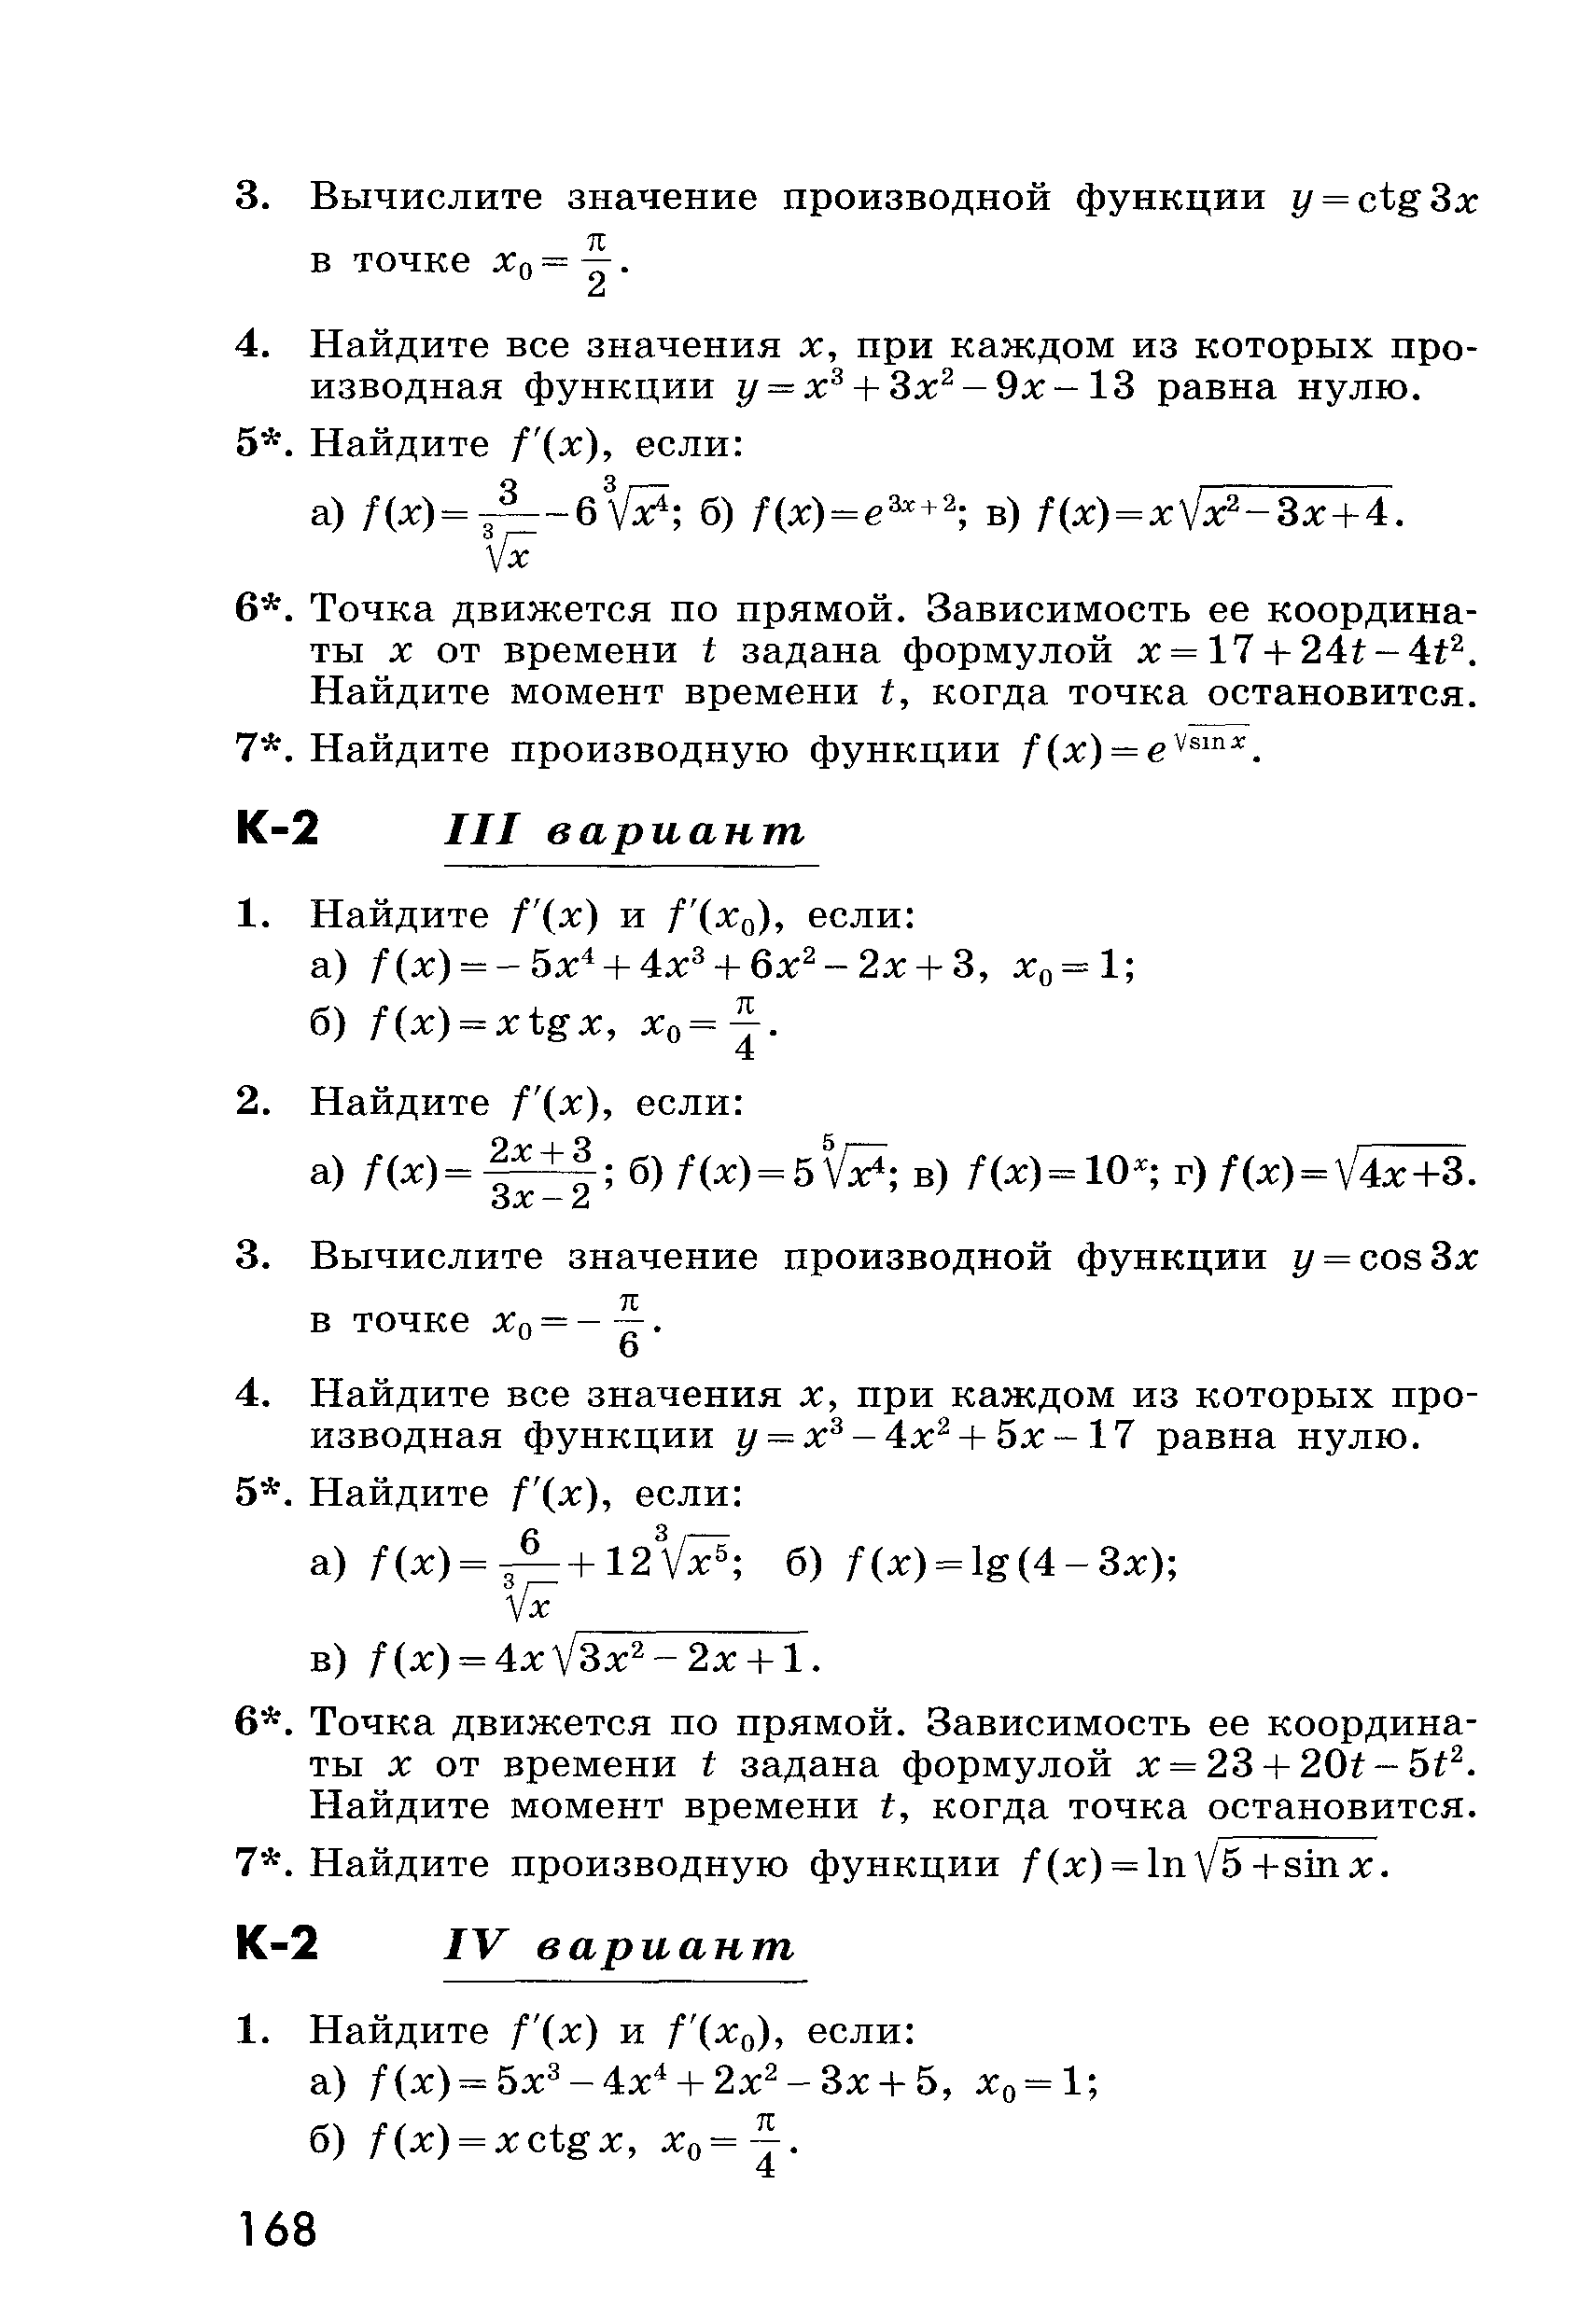 3. Вычислите значение производной функции y = ctg 3x
в точке x₀ = π/2.
4. Найдите все значения x, при каждом из которых про-
изводная функции y = x³ + 3x² − 9x − 13 равна нулю.
5*. Найдите f′(x), если:
а) f(x) = 3/∛x − 6∛x⁴; б) f(x) = e³ˣ⁺²; в) f(x) = x√(x² − 3x + 4).
6*. Точка движется по прямой. Зависимость ее координа-
ты x от времени t задана формулой x = 17 + 24t − 4t².
Найдите момент времени t, когда точка остановится.
7*. Найдите производную функции f(x) = e^√(sin x).
К-2 III вариант
1. Найдите f′(x) и f′(x₀), если:
а) f(x) = −5x⁴ + 4x³ + 6x² − 2x + 3, x₀ = 1;
б) f(x) = x tg x, x₀ = π/4.
2. Найдите f′(x), если:
а) f(x) = (2x + 3)/(3x − 2); б) f(x) = 5⁵√x⁴; в) f(x) = 10ˣ; г) f(x) = √(4x + 3).
3. Вычислите значение производной функции y = cos 3x
в точке x₀ = −π/6.
4. Найдите все значения x, при каждом из которых про-
изводная функции y = x³ − 4x² + 5x − 17 равна нулю.
5*. Найдите f′(x), если:
а) f(x) = 6/∛x + 12∛x⁵; б) f(x) = lg (4 − 3x);
в) f(x) = 4x√(3x² − 2x + 1).
6*. Точка движется по прямой. Зависимость ее координа-
ты x от времени t задана формулой x = 23 + 20t − 5t².
Найдите момент времени t, когда точка остановится.
7*. Найдите производную функции f(x) = ln √(5 + sin x).
К-2 IV вариант
1. Найдите f′(x) и f′(x₀), если:
а) f(x) = 5x³ − 4x⁴ + 2x² − 3x + 5, x₀ = 1;
б) f(x) = x ctg x, x₀ = π/4.
168